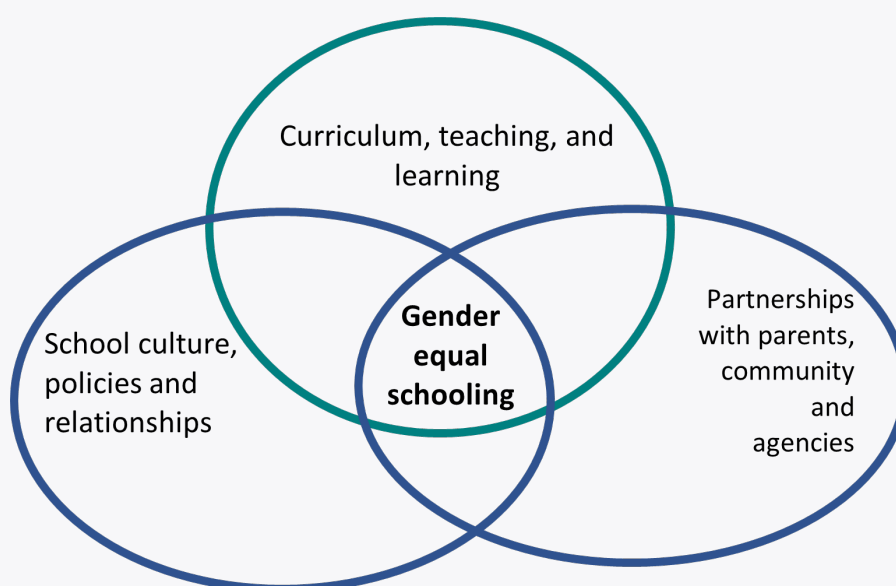 Curriculum, teaching, and
learning
School culture,
policies and
relationships
Gender
equal
schooling
Partnerships
with parents,
community
and
agencies